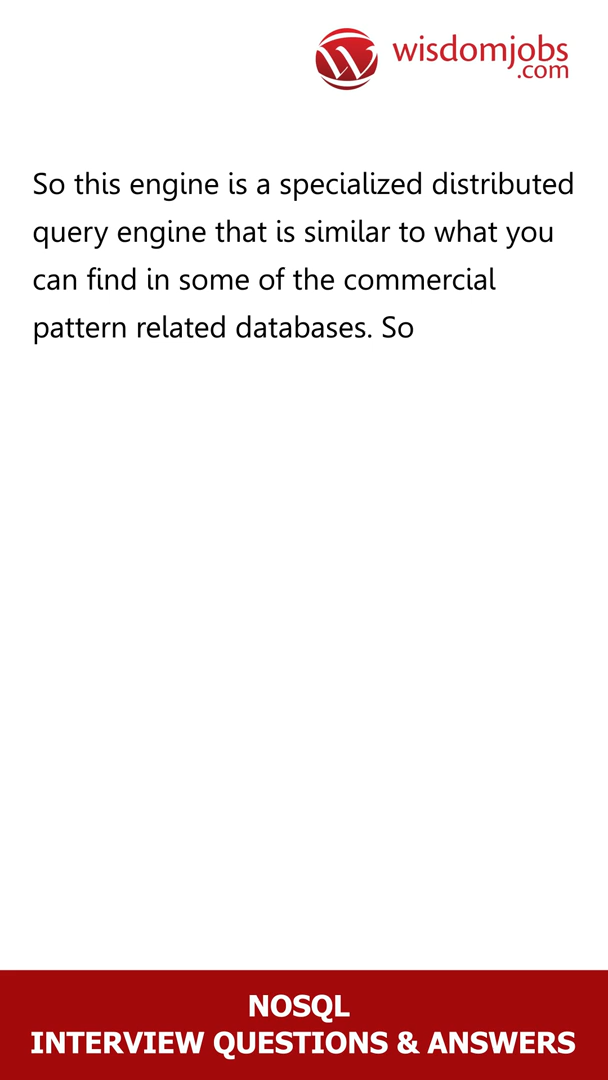 wisdomjobs
.com
So this engine is a specialized distributed
query engine that is similar to what you
can find in some of the commercial
pattern related databases. So
NOSQL
INTERVIEW QUESTIONS & ANSWERS